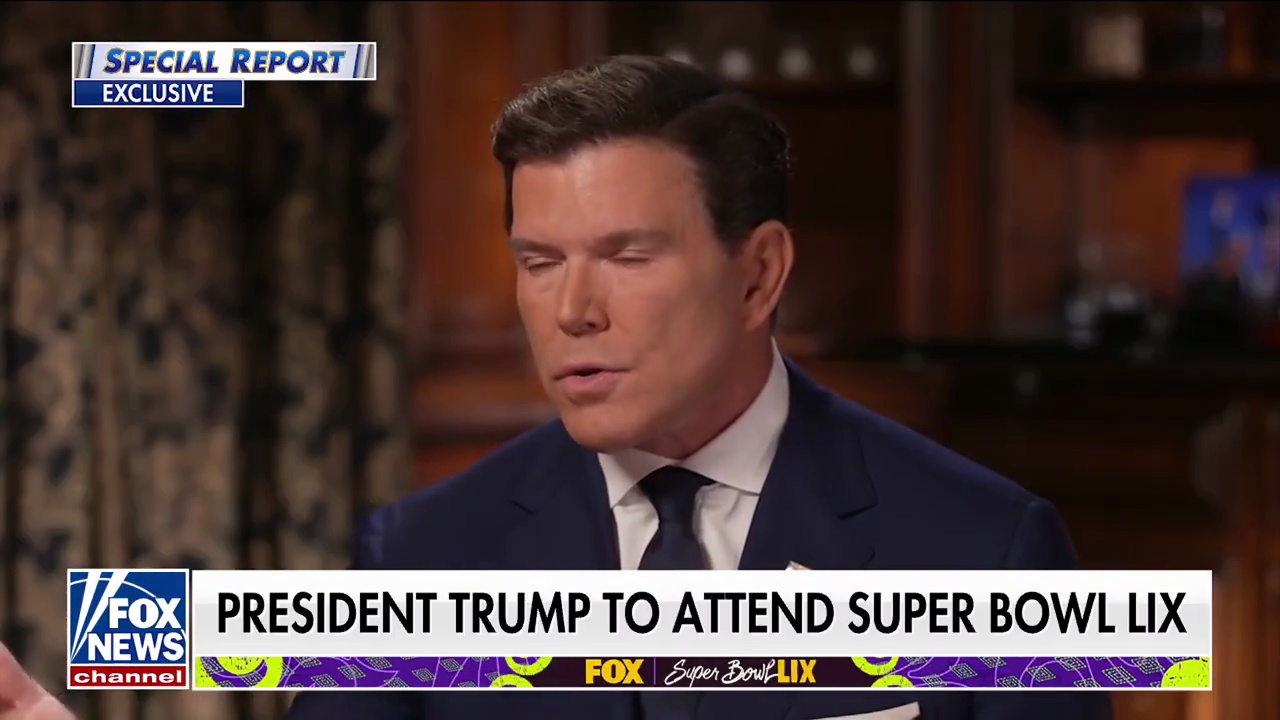 SPECIAL REPORT
EXCLUSIVE
FOX
NEWS
channel
PRESIDENT TRUMP TO ATTEND SUPER BOWL LIX
FOX Super Bowl LIX